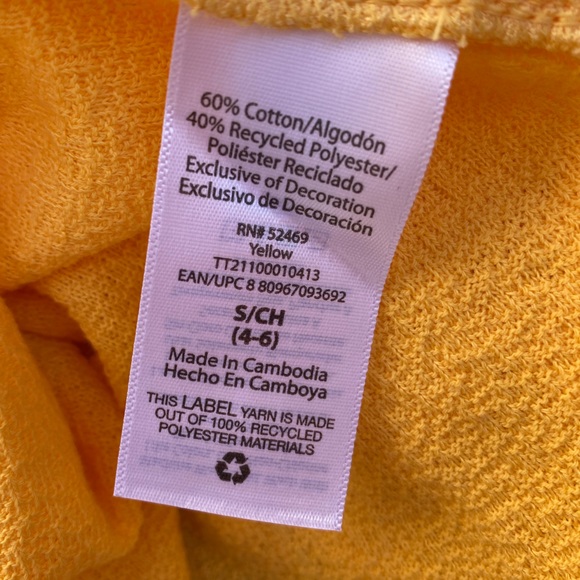 60% Cotton/Algodón
40% Recycled Polyester/
Poliéster Reciclado
Exclusive of Decoration
Exclusivo de Decoración
RN# 52469
Yellow
TT21100010413
EAN/UPC 8 80967093692
S/CH
(4-6)
Made In Cambodia
Hecho En Camboya
THIS LABEL YARN IS MADE
OUT OF 100% RECYCLED
POLYESTER MATERIALS